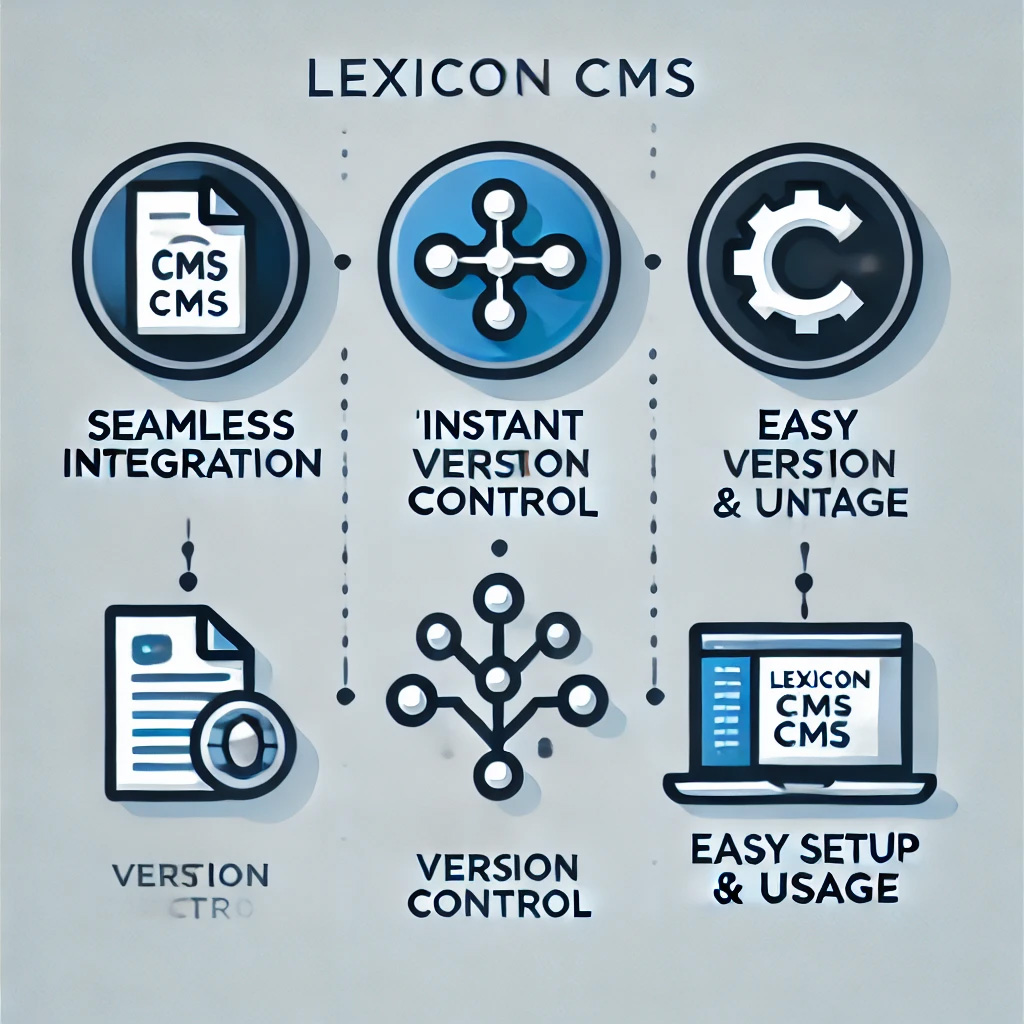 LEXICON CMS
CMS
CMS
SEAMLESS
INTEGRATION
'INSTANT
VERSION
CONTROL
EASY
VERSION
& UNTAGE
LEXICON
CMS
CMS
VERSION
CTRO
VERSION
CONTROL
EASY SETUP
& USAGE